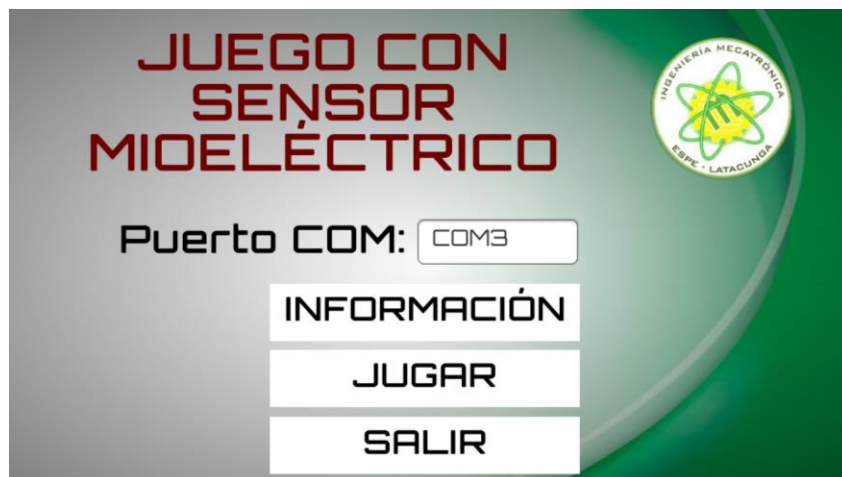 JUEGO CON
SENSOR
MIOELÉCTRICO
INGENIERÍA MECATRÓNICA
ESPE - LATACUNGA
Puerto COM: COM3
INFORMACIÓN
JUGAR
SALIR